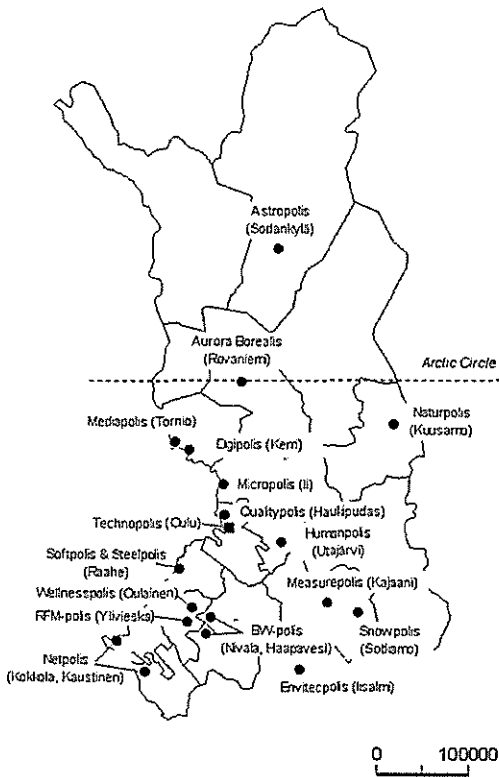 Astropolis
(Sodankylä)
Aurora Borealis
(Rovaniemi)
Arctic Circle
Naturpolis
(Kuusamo)
Mediapolis (Tornio)
Digipolis (Kemi)
Micropolis (Ii)
Qualitypolis (Haukipudas)
Technopolis (Oulu)
Humanpolis
(Utajärvi)
Softpolis & Steelpolis
(Raahe)
Measurepolis (Kajaani)
Wellnesspolis (Oulainen)
RFM-polis (Ylivieska)
BW-polis
(Nivala, Haapavesi)
Snowpolis
(Sotkamo)
Netpolis
(Kokkola, Kaustinen)
Envitecpolis (Iisalmi)
0 100000